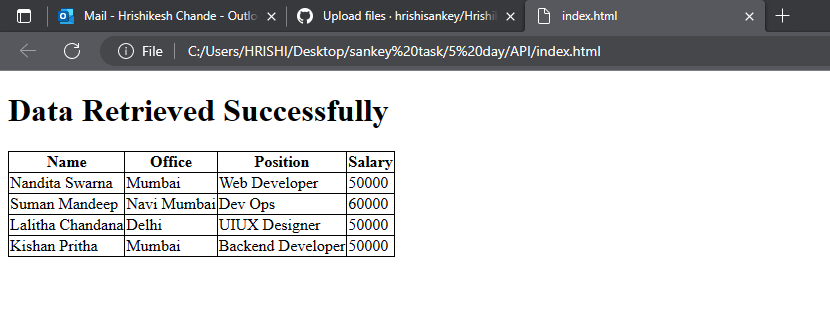 Mail - Hrishikesh Chande - Outlo
Upload files · hrishisankey/Hrishi
index.html
File
C:/Users/HRISHI/Desktop/sankey%20task/5%20day/API/index.html
Data Retrieved Successfully
Name Office Position Salary
Nandita Swarna Mumbai Web Developer 50000
Suman Mandeep Navi Mumbai Dev Ops 60000
Lalitha Chandana Delhi UIUX Designer 50000
Kishan Pritha Mumbai Backend Developer 50000